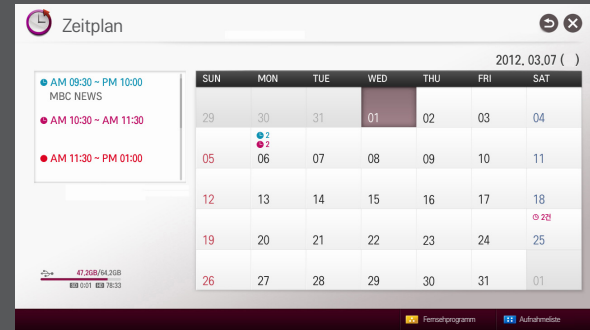 Zeitplan
2012. 03.07 ( )
AM 09:30 ~ PM 10:00
MBC NEWS
AM 10:30 ~ AM 11:30
AM 11:30 ~ PM 01:00
SUN MON TUE WED THU FRI SAT
29 30 31 01 02 03 04
2
2
05 06 07 08 09 10 11
12 13 14 15 16 17 18
2건
19 20 21 22 23 24 25
26 27 28 29 30 31 01
47,2GB/64,2GB
0:01 78:33
Fernsehprogramm Aufnahmeliste